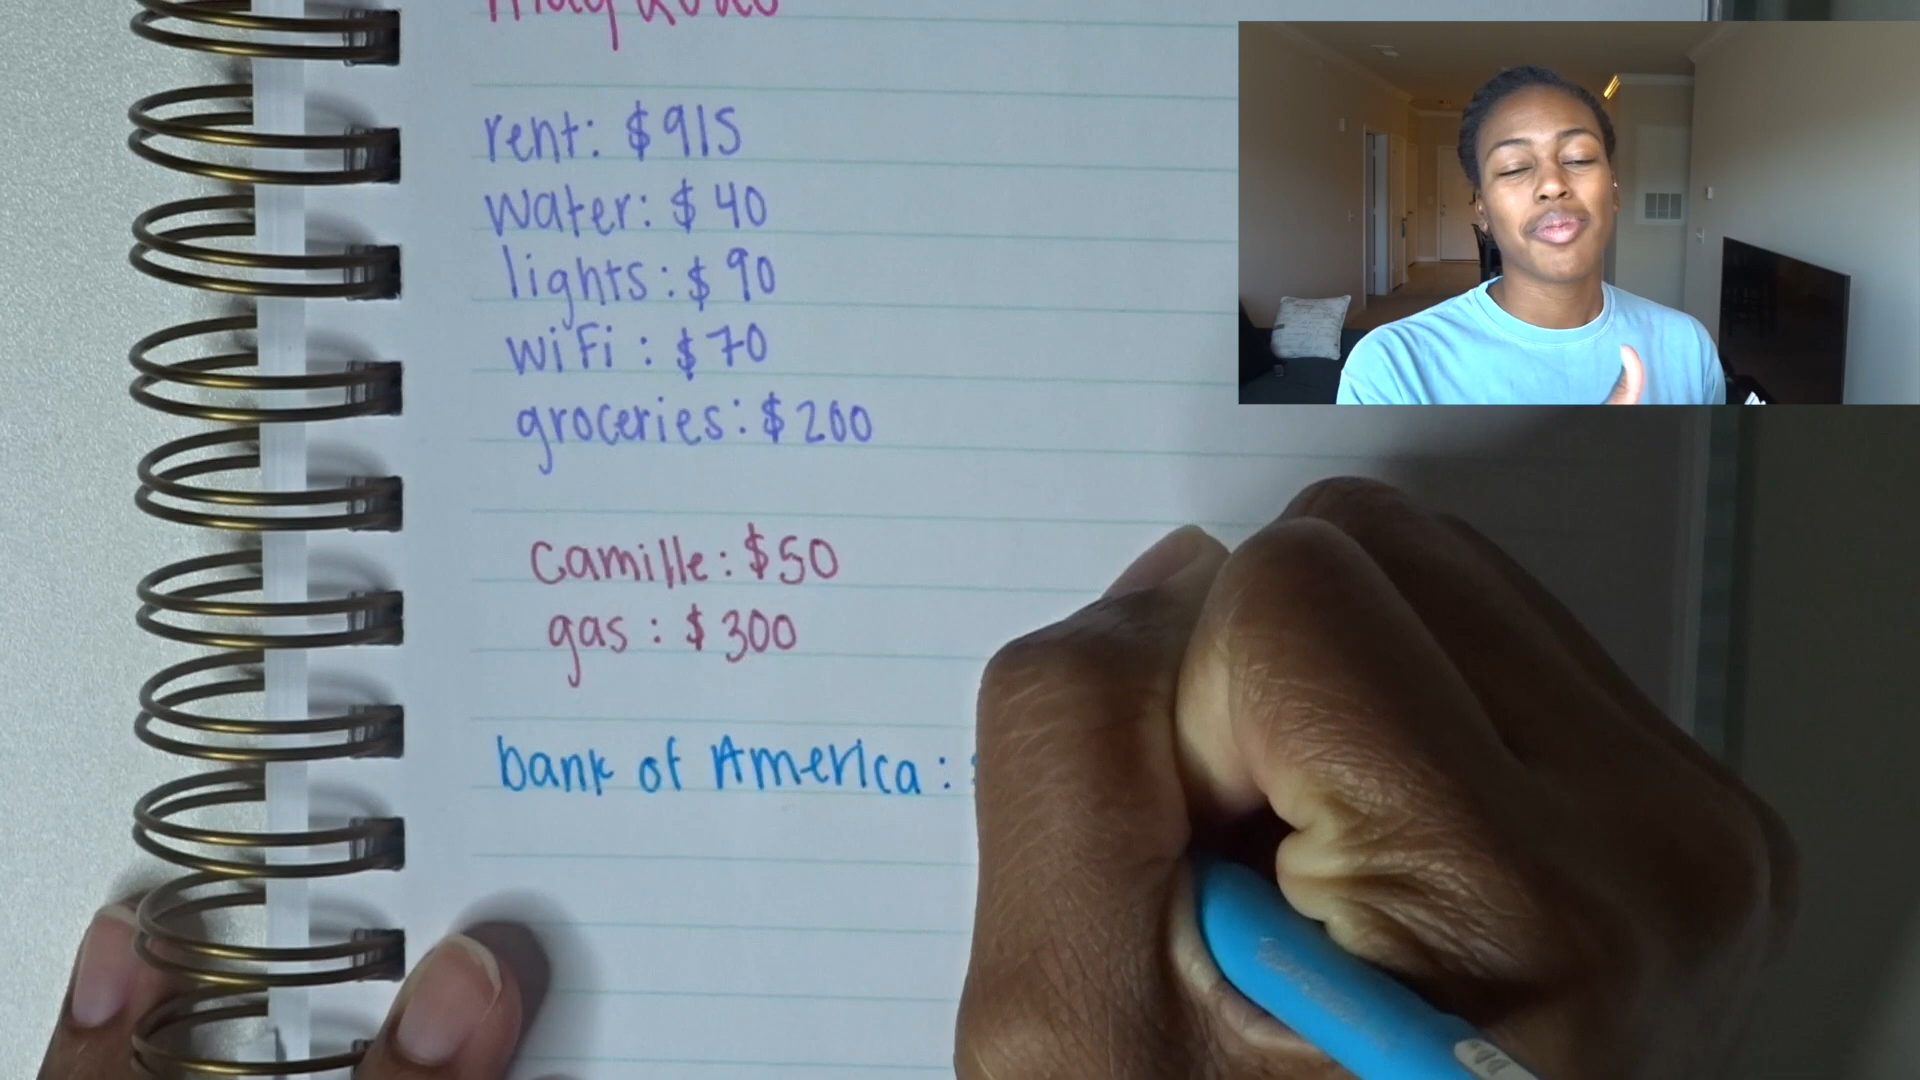 rent: $915
water: $40
lights: $90
wiFi: $70
groceries: $200
Camille: $50
gas: $300
bank of America: